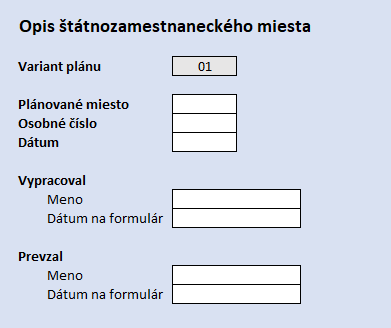 Opis štátnozamestnaneckého miesta
Variant plánu 01
Plánované miesto
Osobné číslo
Dátum
Vypracoval
Meno
Dátum na formulár
Prevzal
Meno
Dátum na formulár